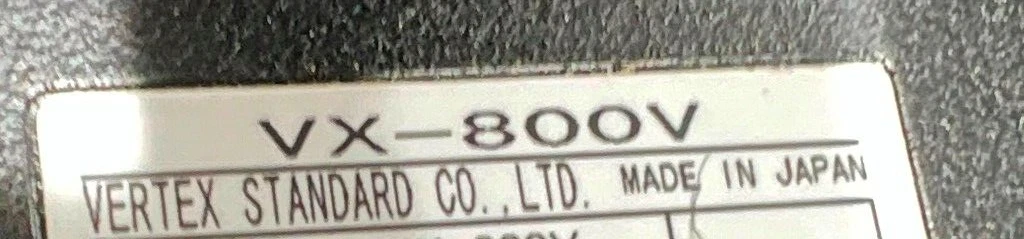 VX-800V
VERTEX STANDARD CO.,LTD. MADE IN JAPAN